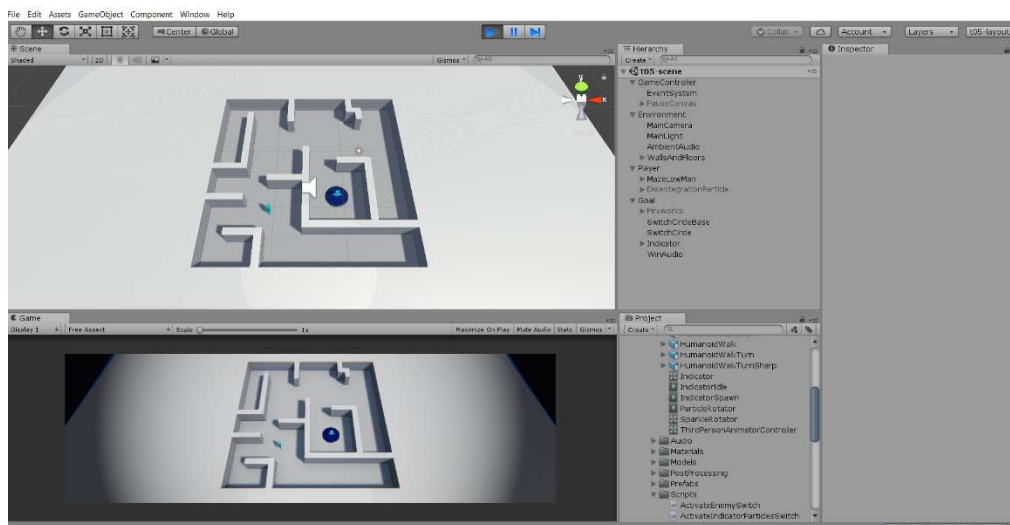 File Edit Assets GameObject Component Window Help
Center Global Collab Account Layers t05-layout
Scene
Shaded 2D Gizmos All
y
x
Hierarchy
Create All
t05-scene
GameController
EventSystem
PauseCanvas
Environment
MainCamera
MainLight
AmbientAudio
WallsAndFloors
Player
MazeLowMan
DisentegrationParticle
Goal
Fireworks
SwitchCircleBase
SwitchCircle
Indicator
WinAudio
Inspector
Game
Display 1 Free Aspect Scale 1x Maximize On Play Mute Audio Stats Gizmos
Project
Create
HumanoidWalk
HumanoidWalkTurn
HumanoidWalkTurnSharp
Indicator
IndicatorIdle
IndicatorSpawn
ParticleRotator
SparkleRotator
ThirdPersonAnimatorController
Audio
Materials
Models
PostProcessing
Prefabs
Scripts
ActivateEnemySwitch
ActivateIndicatorParticlesSwitch